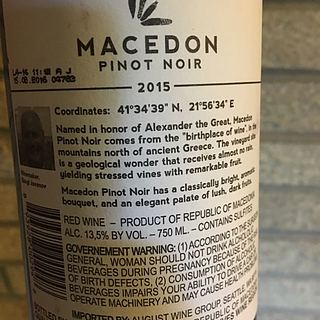 MACEDON
PINOT NOIR
2015
Coordinates: 41°34'39" N. 21°56'34" E
Named in honor of Alexander the Great, Macedon
Pinot Noir comes from the "birthplace of wine", in the
mountains north of ancient Greece. The vineyard site
is a geological wonder that receives almost no rain,
yielding stressed vines with remarkable fruit.
Macedon Pinot Noir has a classically bright, aromatic
bouquet, and an elegant palate of lush, dark fruits.
RED WINE – PRODUCT OF REPUBLIC OF MACEDONIA
ALC. 13,5% BY VOL. – 750 ML. – CONTAINS SULFITES
GOVERNEMENT WARNING: (1) ACCORDING TO THE SURGEON
GENERAL, WOMAN SHOULD NOT DRINK ALCOHOLIC
BEVERAGES DURING PREGNANCY BECAUSE OF THE
OF BIRTH DEFECTS, (2) CONSUMPTION OF ALCOHOLIC
BEVERAGES IMPAIRS YOUR ABILITY TO DRIVE
OPERATE MACHINERY AND MAY CAUSE HEALTH
IMPORTED BY: AUGUST WINE GROUP, SEATTLE,